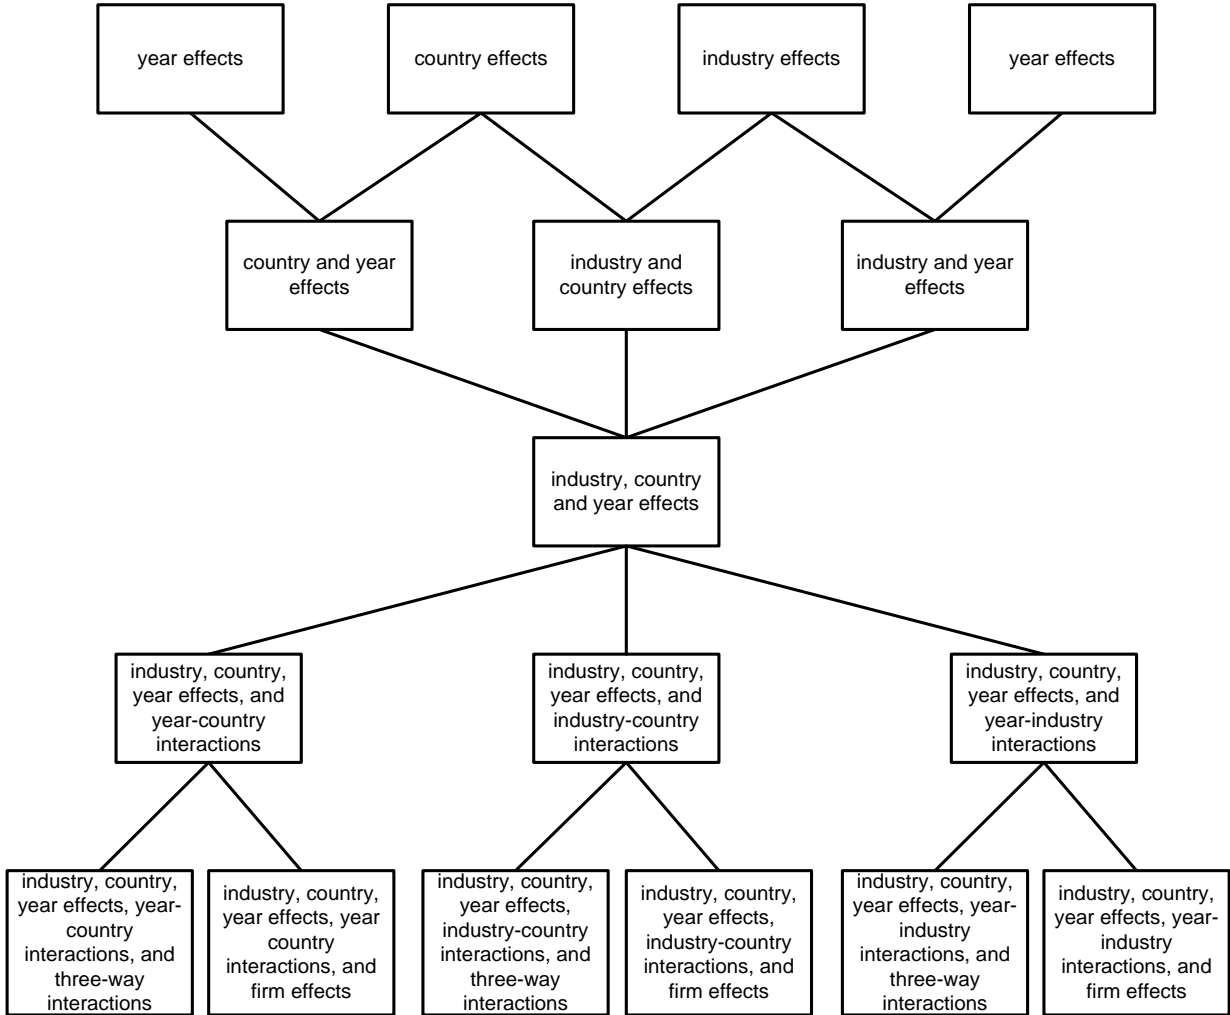 year effects
country effects
industry effects
year effects
country and year
effects
industry and
country effects
industry and year
effects
industry, country
and year effects
industry, country,
year effects, and
year-country
interactions
industry, country,
year effects, and
industry-country
interactions
industry, country,
year effects, and
year-industry
interactions
industry, country,
year effects, year-
country
interactions, and
three-way
interactions
industry, country,
year effects, year
country
interactions, and
firm effects
industry, country,
year effects,
industry-country
interactions, and
three-way
interactions
industry, country,
year effects,
industry-country
interactions, and
firm effects
industry, country,
year effects, year-
industry
interactions, and
three-way
interactions
industry, country,
year effects, year-
industry
interactions, and
firm effects